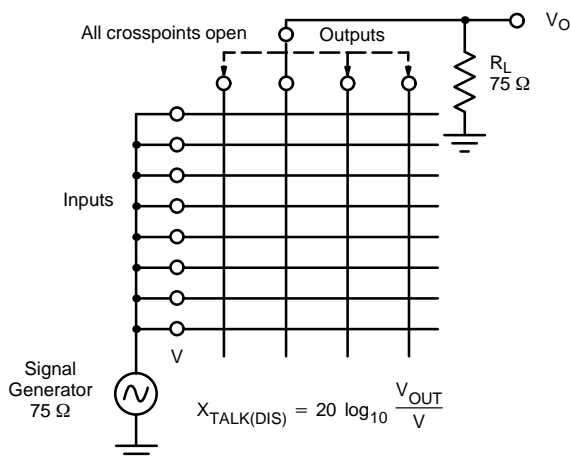 V_O
All crosspoints open
Outputs
R_L
75 Ω
Inputs
V
Signal
Generator
75 Ω
X_TALK(DIS) = 20 log_10 V_OUT/V